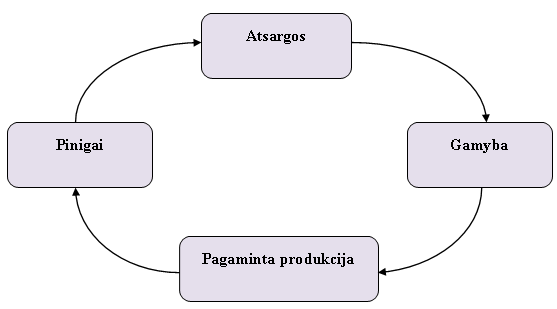 Atsargos
Pinigai
Gamyba
Pagaminta produkcija